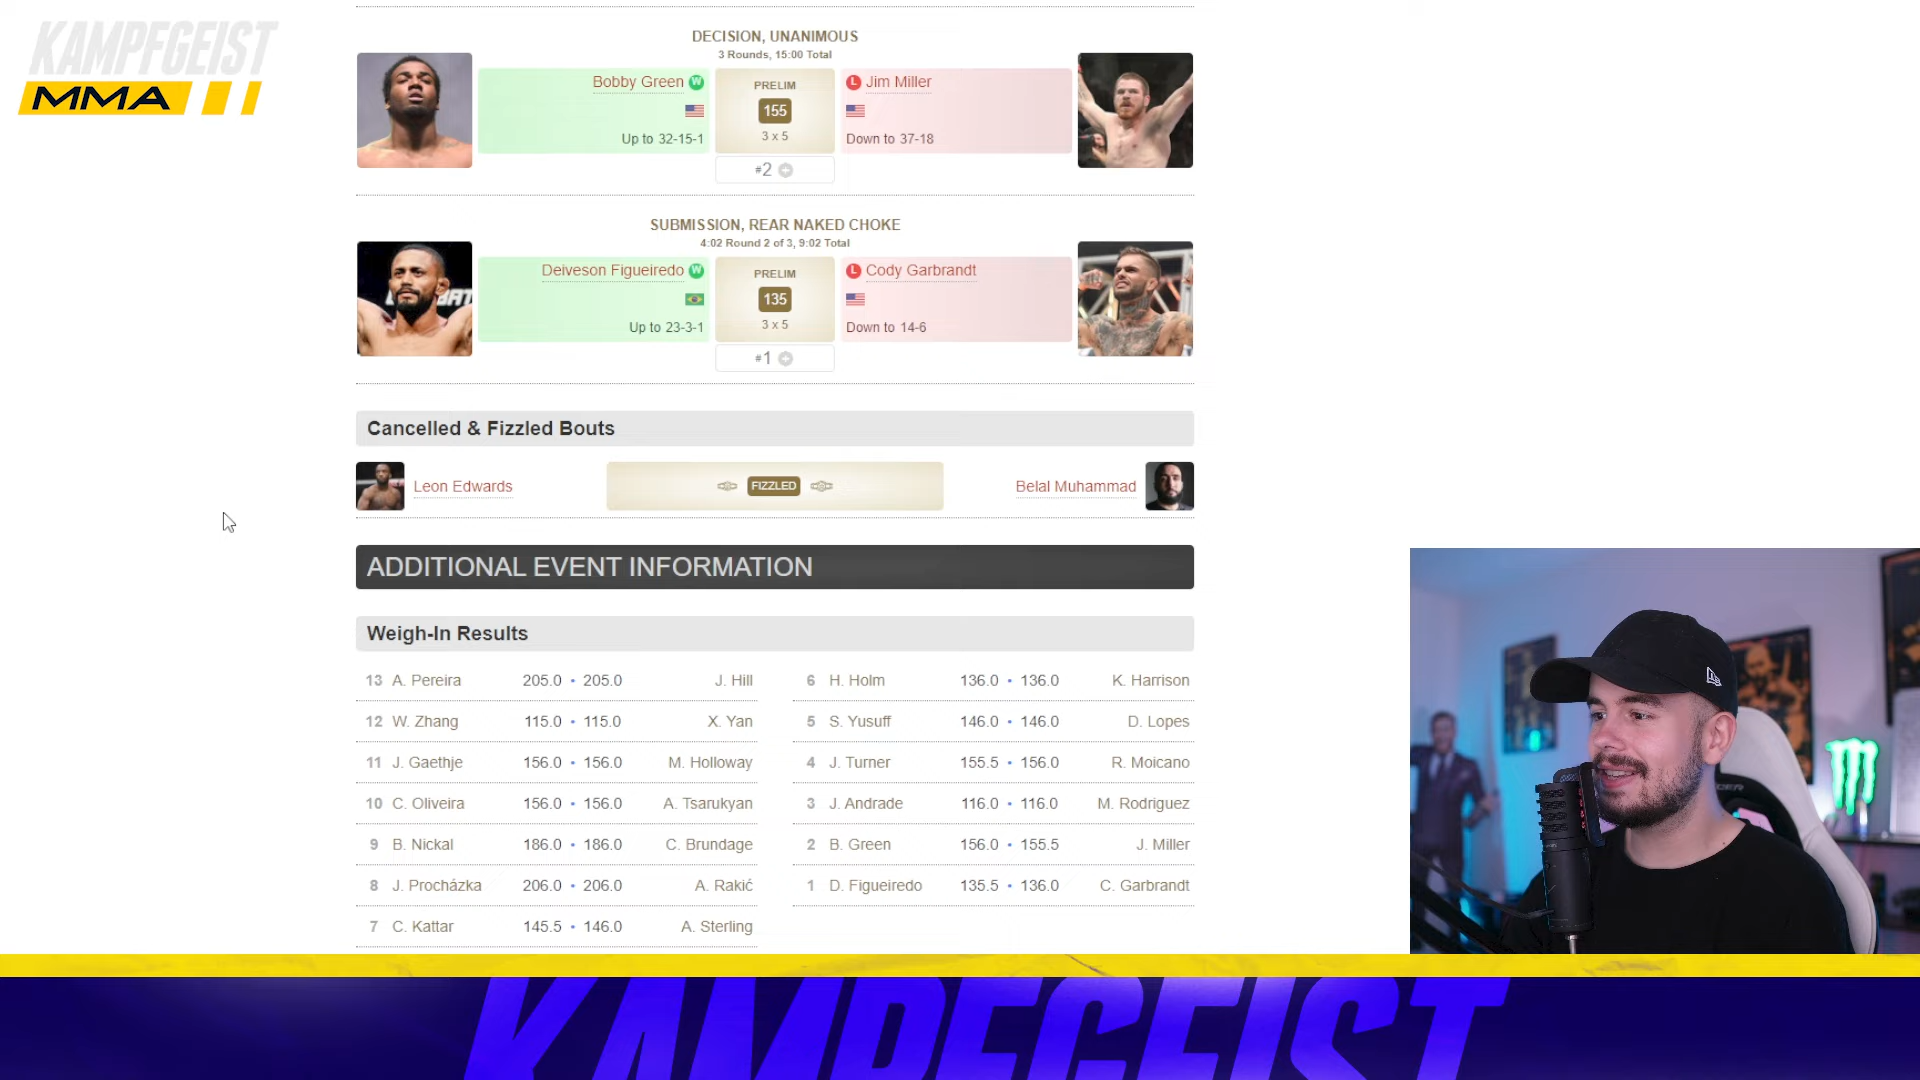 KAMPFGEIST
MMA
DECISION, UNANIMOUS
3 Rounds, 15:00 Total
Bobby Green W
PRELIM
L Jim Miller
155
Up to 32-15-1
3 x 5
Down to 37-18
#2
SUBMISSION, REAR NAKED CHOKE
4:02 Round 2 of 3, 9:02 Total
Deiveson Figueiredo W
PRELIM
L Cody Garbrandt
135
Up to 23-3-1
3 x 5
Down to 14-6
#1
Cancelled & Fizzled Bouts
Leon Edwards
FIZZLED
Belal Muhammad
ADDITIONAL EVENT INFORMATION
Weigh-In Results
13 A. Pereira 205.0 • 205.0 J. Hill
12 W. Zhang 115.0 • 115.0 X. Yan
11 J. Gaethje 156.0 • 156.0 M. Holloway
10 C. Oliveira 156.0 • 156.0 A. Tsarukyan
9 B. Nickal 186.0 • 186.0 C. Brundage
8 J. Procházka 206.0 • 206.0 A. Rakić
7 C. Kattar 145.5 • 146.0 A. Sterling
6 H. Holm 136.0 • 136.0 K. Harrison
5 S. Yusuff 146.0 • 146.0 D. Lopes
4 J. Turner 155.5 • 156.0 R. Moicano
3 J. Andrade 116.0 • 116.0 M. Rodriguez
2 B. Green 156.0 • 155.5 J. Miller
1 D. Figueiredo 135.5 • 136.0 C. Garbrandt
KAMPFGEIST